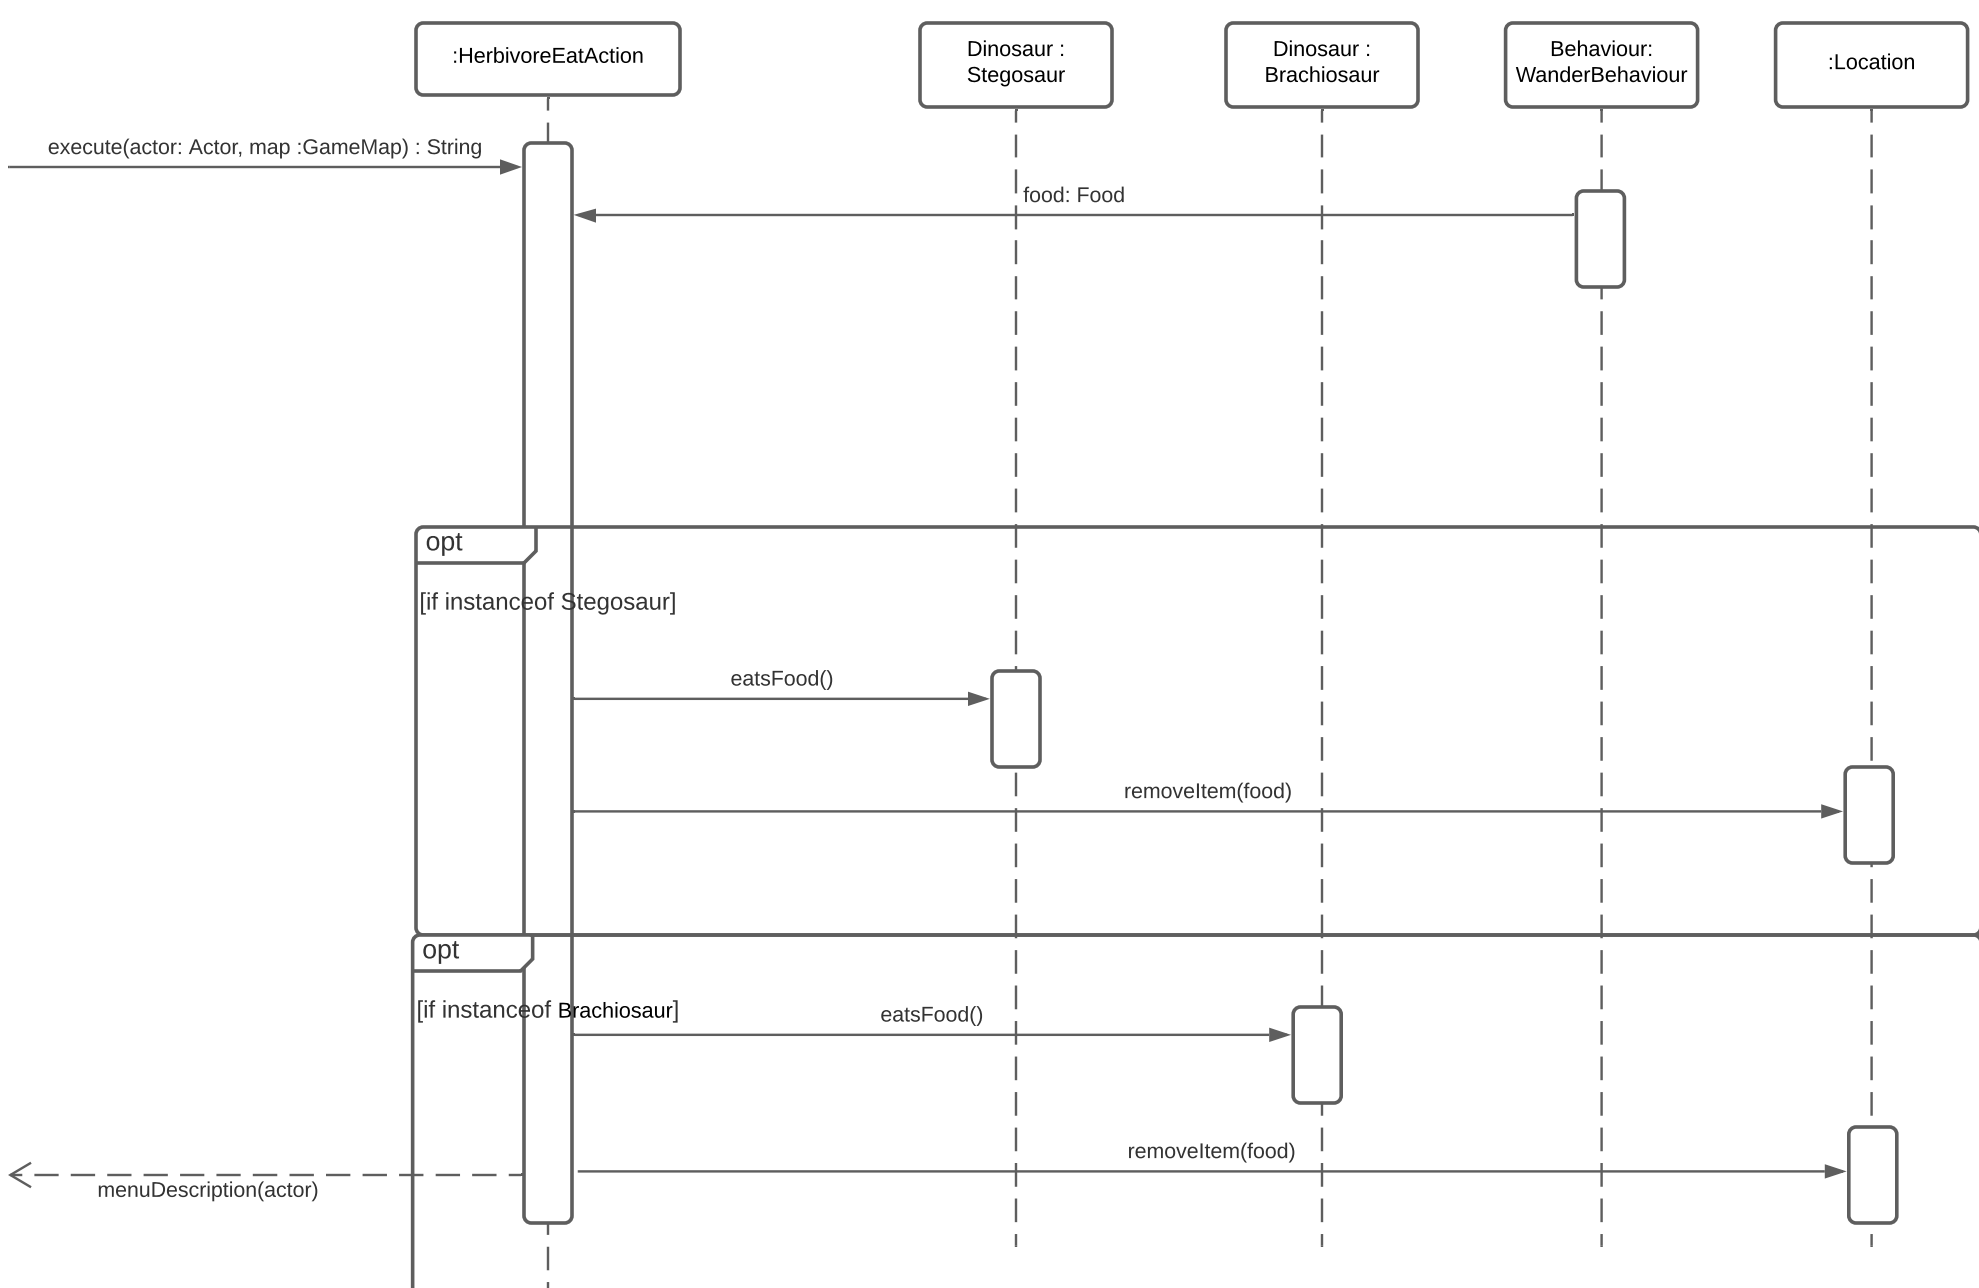 :HerbivoreEatAction
Dinosaur :
Stegosaur
Dinosaur :
Brachiosaur
Behaviour:
WanderBehaviour
:Location
execute(actor: Actor, map :GameMap) : String
food: Food
opt
[if instanceof Stegosaur]
eatsFood()
removeItem(food)
opt
[if instanceof Brachiosaur]
eatsFood()
removeItem(food)
menuDescription(actor)